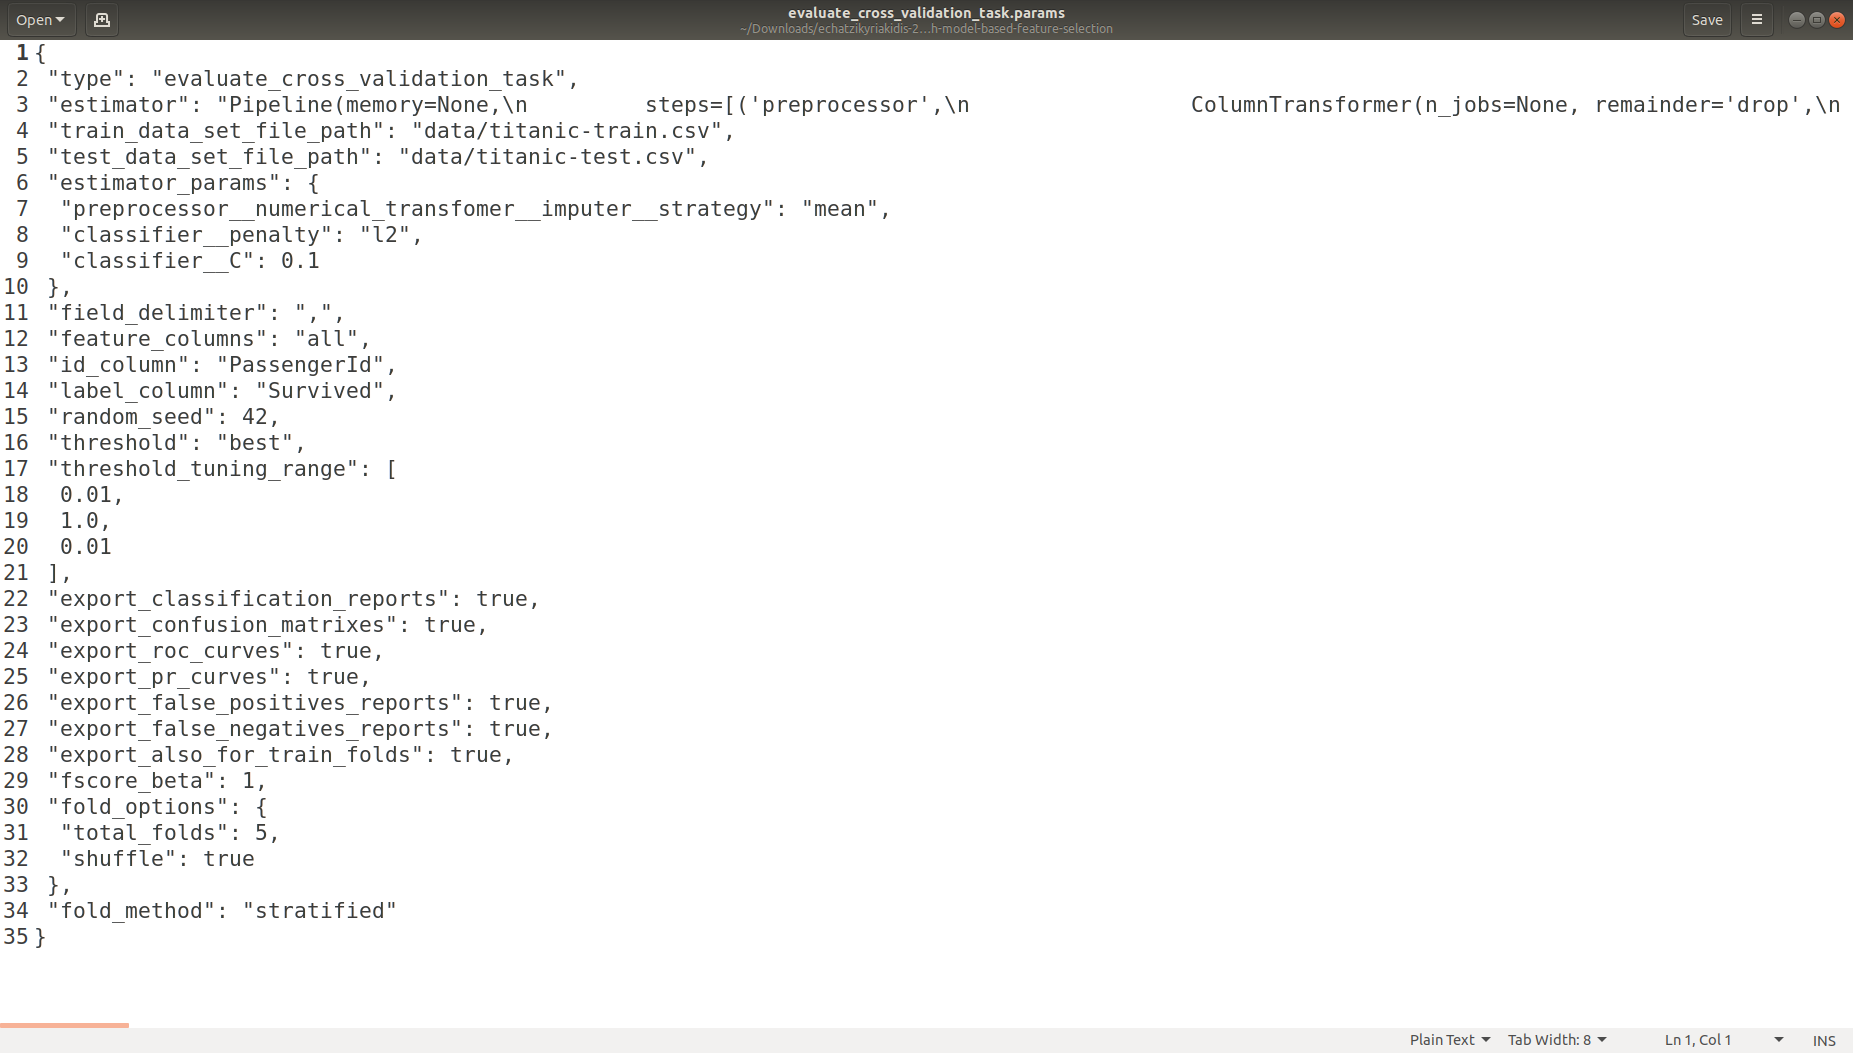 Open
evaluate_cross_validation_task.params
~/Downloads/echatzikyriakidis-2...h-model-based-feature-selection
Save
1 {
2  "type": "evaluate_cross_validation_task",
3  "estimator": "Pipeline(memory=None,\n         steps=[('preprocessor',\n                 ColumnTransformer(n_jobs=None, remainder='drop',\n
4  "train_data_set_file_path": "data/titanic-train.csv",
5  "test_data_set_file_path": "data/titanic-test.csv",
6  "estimator_params": {
7   "preprocessor__numerical_transfomer__imputer__strategy": "mean",
8   "classifier__penalty": "l2",
9   "classifier__C": 0.1
10  },
11  "field_delimiter": ",",
12  "feature_columns": "all",
13  "id_column": "PassengerId",
14  "label_column": "Survived",
15  "random_seed": 42,
16  "threshold": "best",
17  "threshold_tuning_range": [
18   0.01,
19   1.0,
20   0.01
21  ],
22  "export_classification_reports": true,
23  "export_confusion_matrixes": true,
24  "export_roc_curves": true,
25  "export_pr_curves": true,
26  "export_false_positives_reports": true,
27  "export_false_negatives_reports": true,
28  "export_also_for_train_folds": true,
29  "fscore_beta": 1,
30  "fold_options": {
31   "total_folds": 5,
32   "shuffle": true
33  },
34  "fold_method": "stratified"
35 }
Plain Text  Tab Width: 8  Ln 1, Col 1  INS